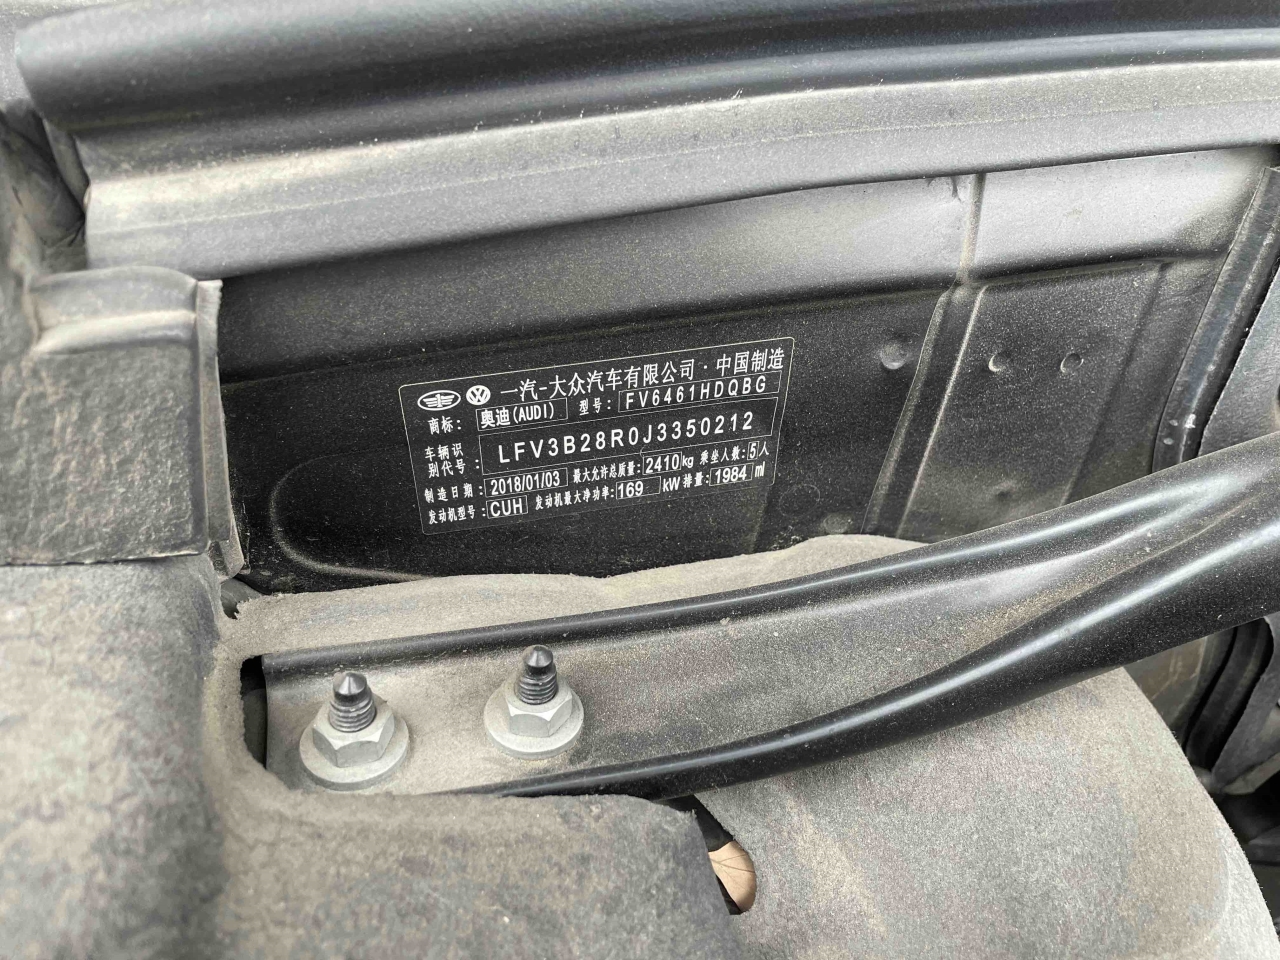 一汽-大众汽车有限公司·中国制造
商标: 奥迪(AUDI) 型号: FV6461HDQBG
车辆识别代号: LFV3B28R0J3350212
制造日期: 2018/01/03 最大允许总质量: 2410 kg 乘坐人数: 5 人
发动机型号: CUH 发动机最大净功率: 169 kW 排量: 1984 ml